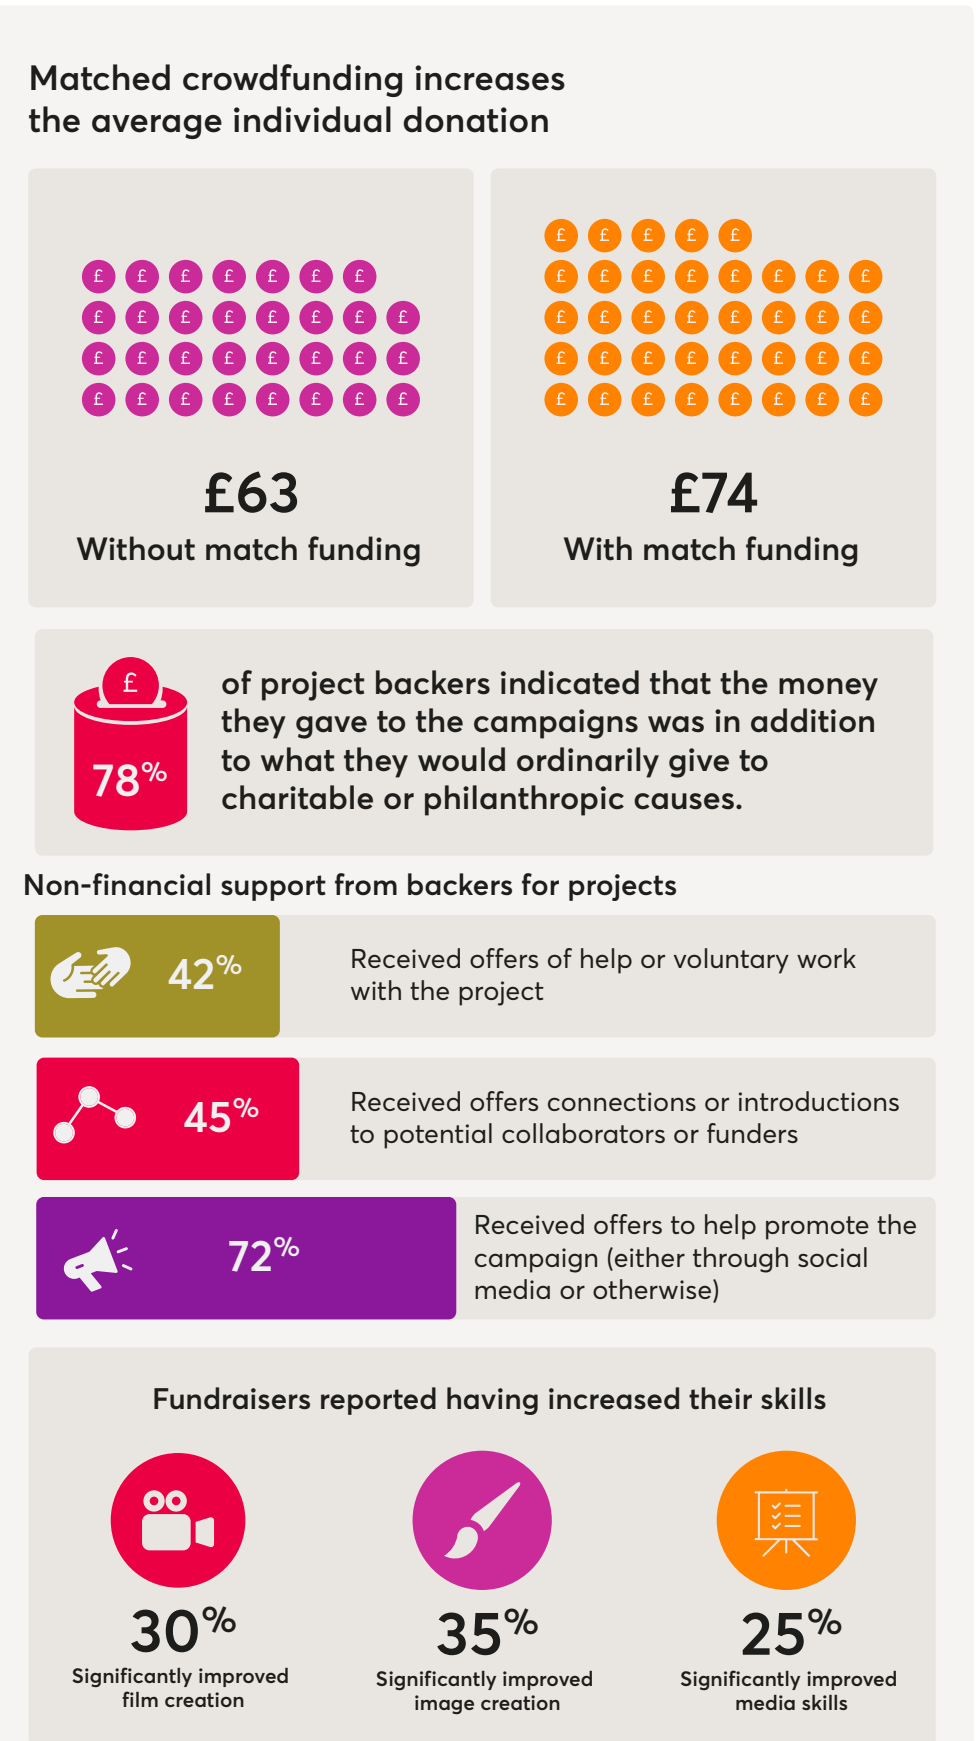 Matched crowdfunding increases
the average individual donation
£ £ £ £ £ £ £
£ £ £ £ £ £ £ £
£ £ £ £ £ £ £ £
£ £ £ £ £ £ £ £
£63
Without match funding
£ £ £ £ £
£ £ £ £ £ £ £ £
£ £ £ £ £ £ £ £
£ £ £ £ £ £ £ £
£ £ £ £ £ £ £ £
£74
With match funding
£
78%
of project backers indicated that the money
they gave to the campaigns was in addition
to what they would ordinarily give to
charitable or philanthropic causes.
Non-financial support from backers for projects
42%
Received offers of help or voluntary work
with the project
45%
Received offers connections or introductions
to potential collaborators or funders
72%
Received offers to help promote the
campaign (either through social
media or otherwise)
Fundraisers reported having increased their skills
30%
Significantly improved
film creation
35%
Significantly improved
image creation
25%
Significantly improved
media skills